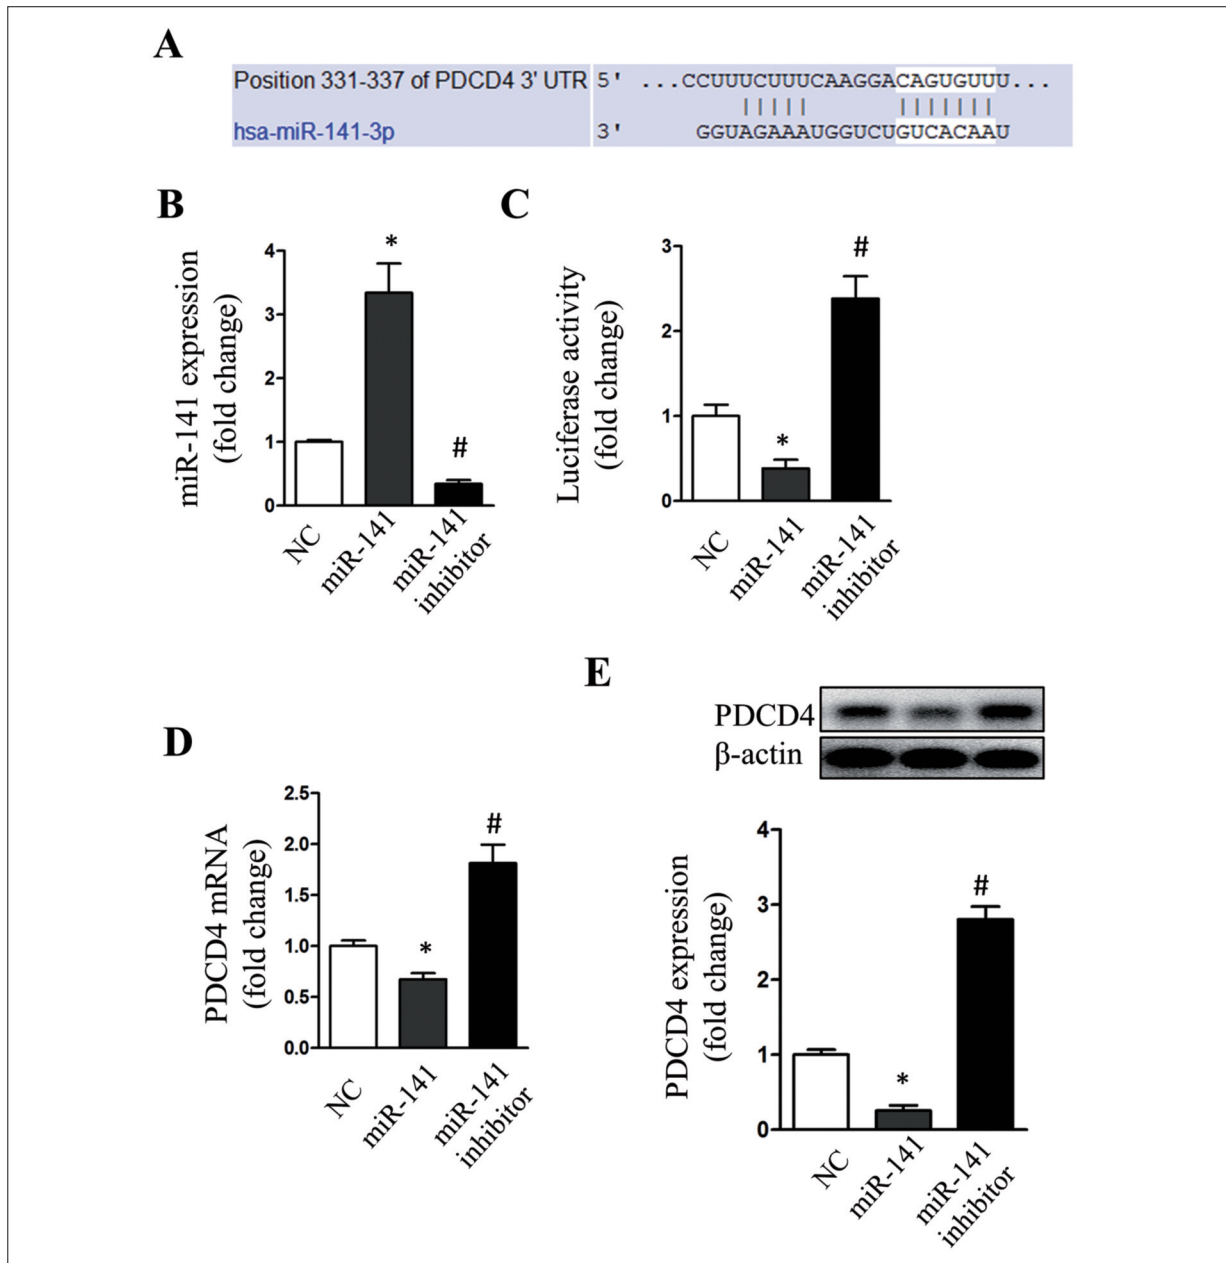 A
Position 331-337 of PDCD4 3' UTR 5' ...CCUUUCUUUCAAGGACAGUGUUU...
hsa-miR-141-3p 3' GGUAGAAAUGGUCUGUCACAAU
B
miR-141 expression
(fold change)
4
3
2
1
0
*
#
NC
miR-141
miR-141
inhibitor
C
Luciferase activity
(fold change)
3
2
1
0
*
#
NC
miR-141
miR-141
inhibitor
D
PDCD4 mRNA
(fold change)
2.5
2.0
1.5
1.0
0.5
0.0
*
#
NC
miR-141
miR-141
inhibitor
E
PDCD4
β-actin
PDCD4 expression
(fold change)
4
3
2
1
0
*
#
NC
miR-141
miR-141
inhibitor